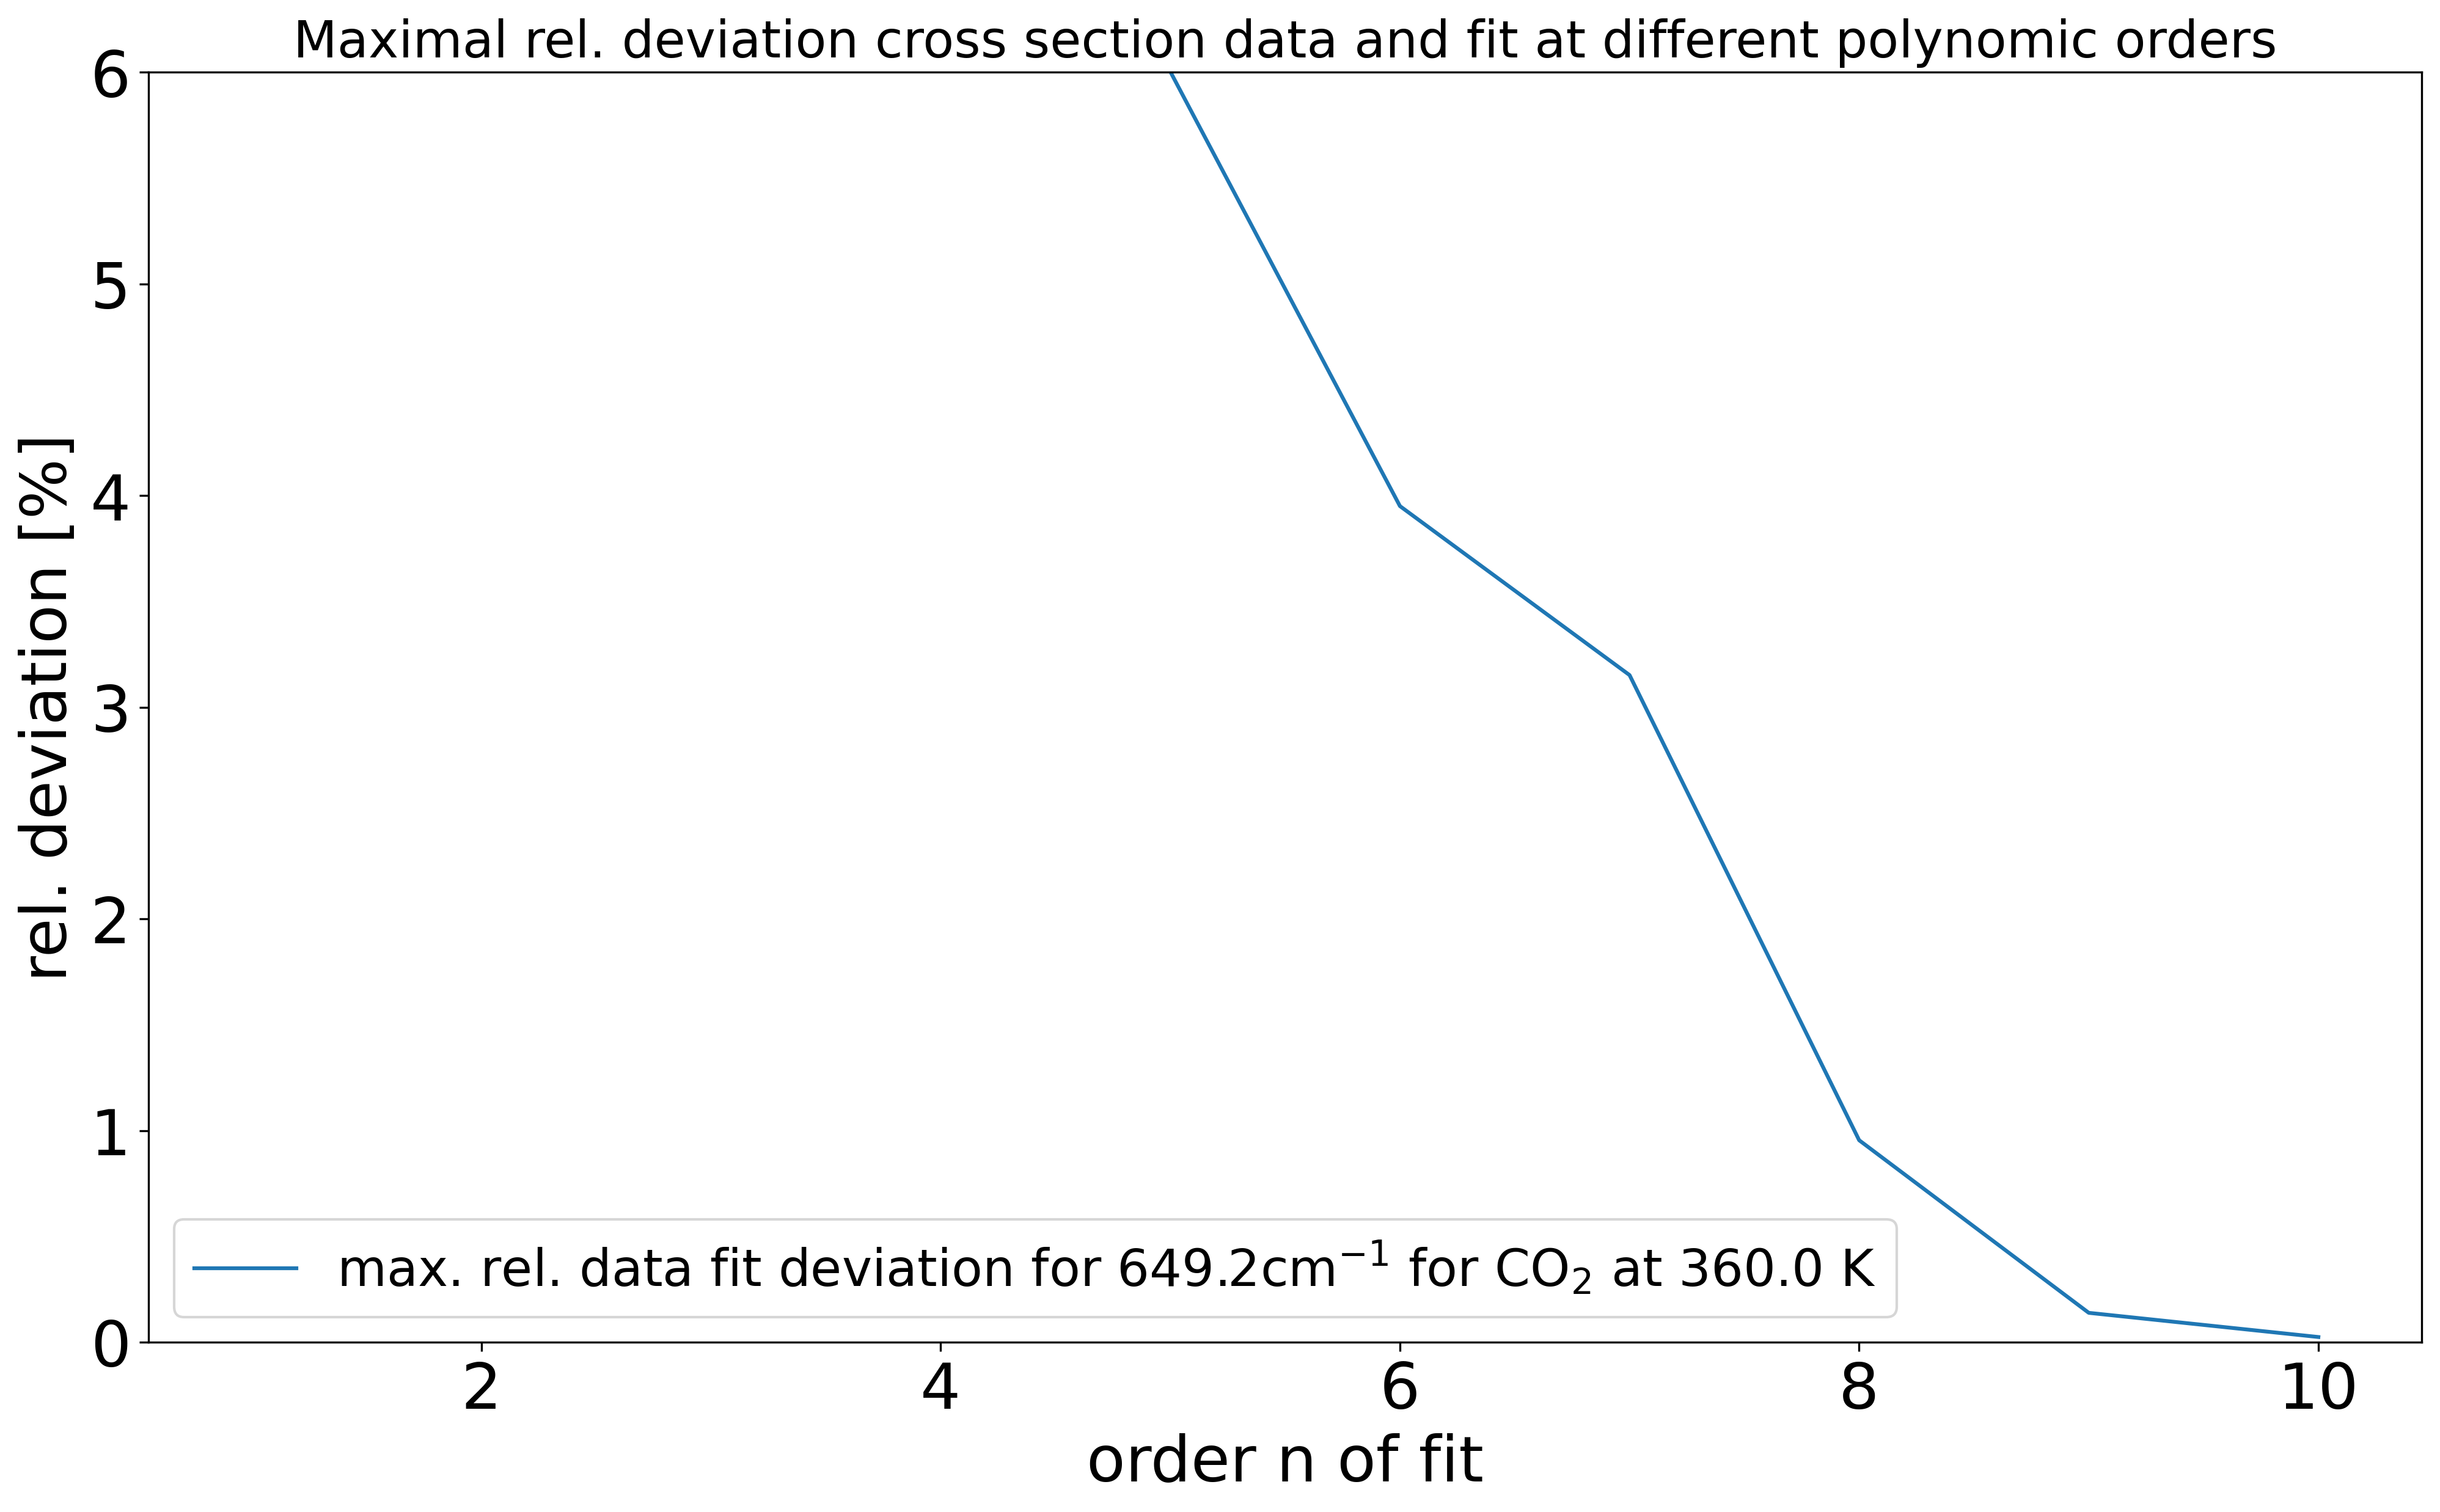 Maximal rel. deviation cross section data and fit at different polynomic orders
6
5
4
3
2
1
0
rel. deviation [%]
max. rel. data fit deviation for 649.2cm⁻¹ for CO₂ at 360.0 K
2 4 6 8 10
order n of fit